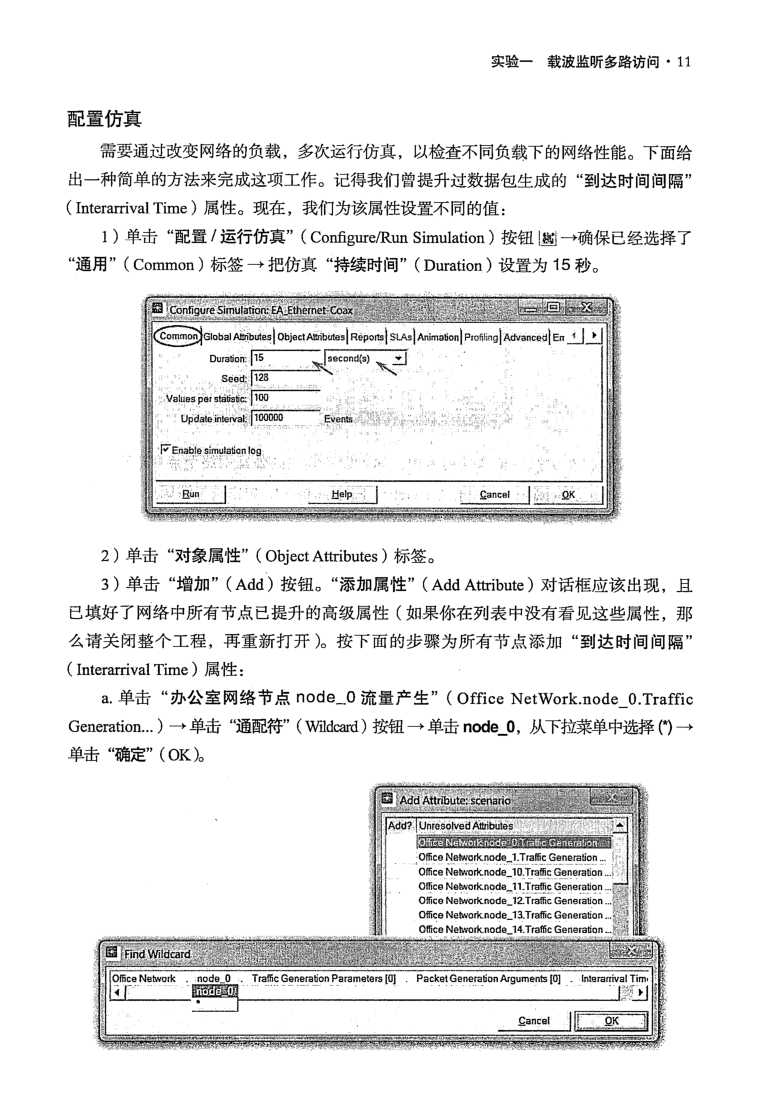 实验一 载波监听多路访问·11
配置仿真
需要通过改变网络的负载，多次运行仿真，以检查不同负载下的网络性能。下面给
出一种简单的方法来完成这项工作。记得我们曾提升过数据包生成的“到达时间间隔”
（Interarrival Time）属性。现在，我们为该属性设置不同的值：
1）单击“配置/运行仿真”（Configure/Run Simulation）按钮→确保已经选择了
“通用”（Common）标签→把仿真“持续时间”（Duration）设置为15秒。
Configure Simulation: EA_Ethernet-Coax
Common Global Attributes Object Attributes Reports SLAs Animation Profiling Advanced En
Duration: 15 second(s)
Seed: 128
Values per statistic: 100
Update interval: 100000 Events
Enable simulation log
Run Help Cancel OK
2）单击“对象属性”（Object Attributes）标签。
3）单击“增加”（Add）按钮。“添加属性”（Add Attribute）对话框应该出现，且
已填好了网络中所有节点已提升的高级属性（如果你在列表中没有看见这些属性，那
么请关闭整个工程，再重新打开）。按下面的步骤为所有节点添加“到达时间间隔”
（Interarrival Time）属性：
a. 单击“办公室网络节点 node_0 流量产生”（Office NetWork.node_0.Traffic
Generation...）→单击“通配符”（Wildcard）按钮→单击 node_0，从下拉菜单中选择 (*)→
单击“确定”（OK）。
Add Attribute: scenario
Add? Unresolved Attributes
Office Network.node_0.Traffic Generation ...
Office Network.node_1.Traffic Generation ...
Office Network.node_10.Traffic Generation ...
Office Network.node_11.Traffic Generation ...
Office Network.node_12.Traffic Generation ...
Office Network.node_13.Traffic Generation ...
Office Network.node_14.Traffic Generation ...
Find Wildcard
Office Network . node_0 . Traffic Generation Parameters [0] . Packet Generation Arguments [0] . Interarrival Tim
node_0
*
Cancel OK